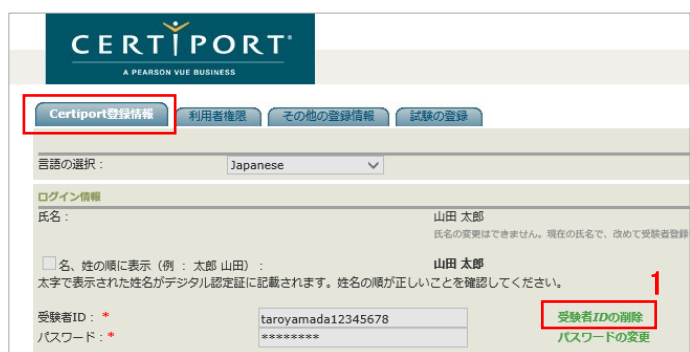 CERTIPORT
A PEARSON VUE BUSINESS
Certiport登録情報 利用者権限 その他の登録情報 試験の登録
言語の選択： Japanese
ログイン情報
氏名： 山田 太郎
氏名の変更はできません。現在の氏名で、改めて受験者登録
名、姓の順に表示（例 ： 太郎 山田）： 山田 太郎
太字で表示された姓名がデジタル認定証に記載されます。姓名の順が正しいことを確認してください。
1
受験者ID：* taroyamada12345678 受験者IDの削除
パスワード：* ******** パスワードの変更